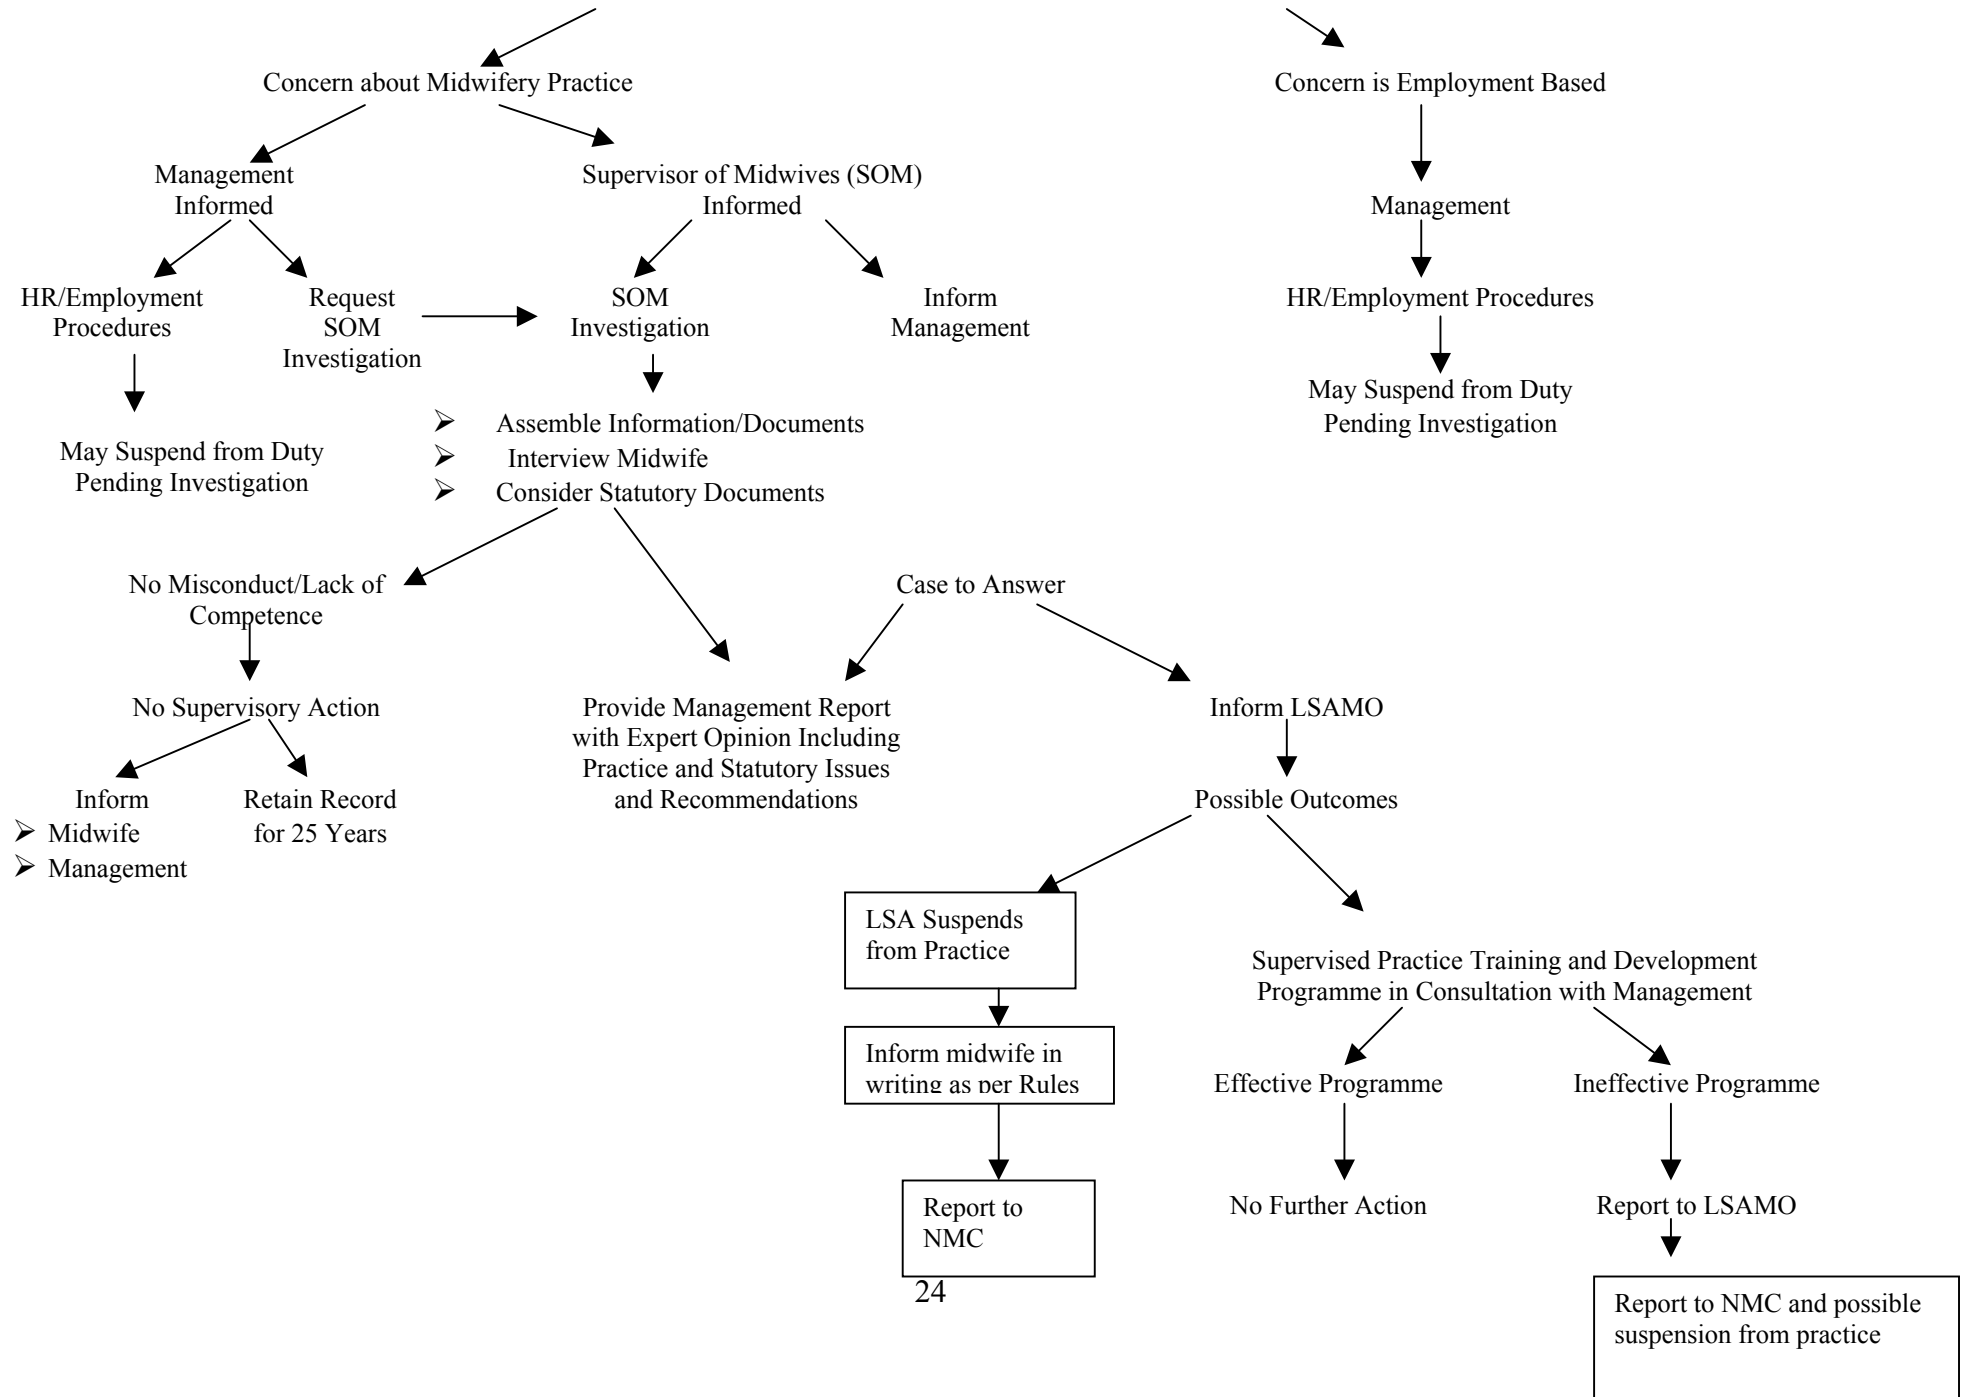 Concern about Midwifery Practice
Concern is Employment Based
Management
Informed
Supervisor of Midwives (SOM)
Informed
Management
HR/Employment
Procedures
Request
SOM
Investigation
SOM
Investigation
Inform
Management
HR/Employment Procedures
May Suspend from Duty
Pending Investigation
May Suspend from Duty
Pending Investigation
➢ Assemble Information/Documents
➢ Interview Midwife
➢ Consider Statutory Documents
No Misconduct/Lack of
Competence
Case to Answer
No Supervisory Action
Provide Management Report
with Expert Opinion Including
Practice and Statutory Issues
and Recommendations
Inform LSAMO
Inform
➢ Midwife
➢ Management
Retain Record
for 25 Years
Possible Outcomes
LSA Suspends
from Practice
Supervised Practice Training and Development
Programme in Consultation with Management
Inform midwife in
writing as per Rules
Effective Programme
Ineffective Programme
Report to
NMC
No Further Action
Report to LSAMO
Report to NMC and possible
suspension from practice
24